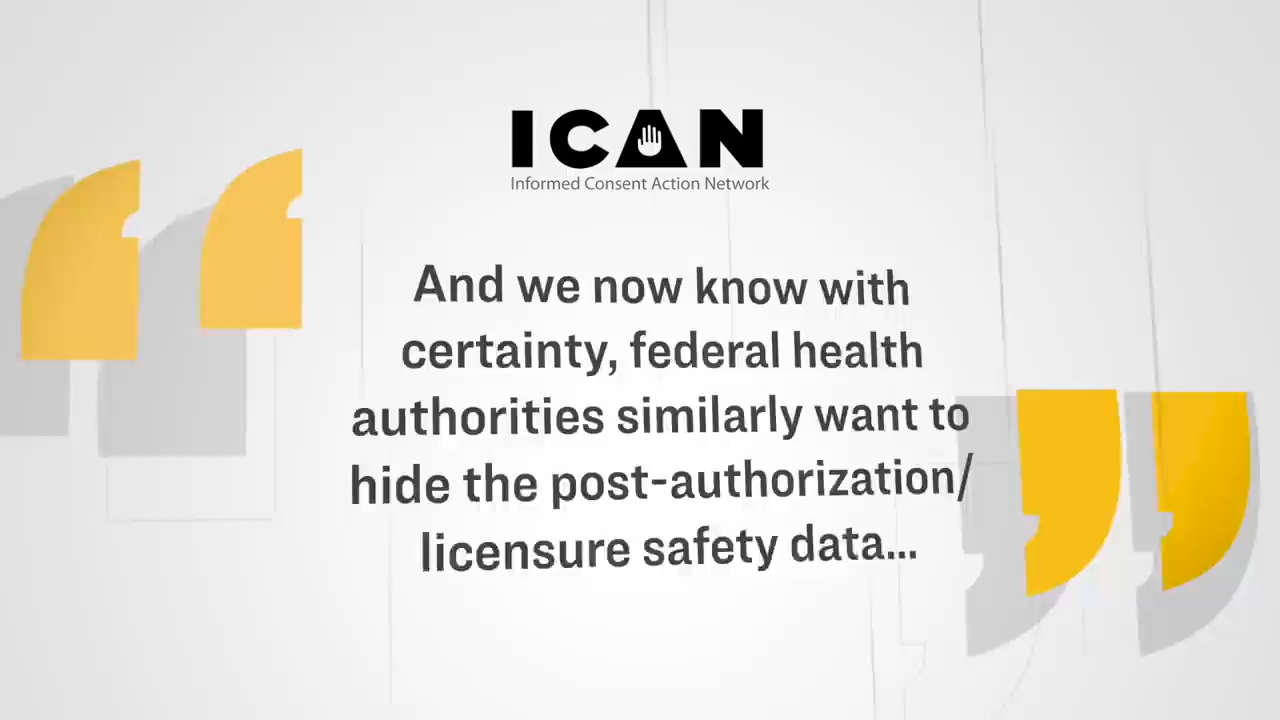 ICAN
Informed Consent Action Network
And we now know with
certainty, federal health
authorities similarly want to
hide the post-authorization/
licensure safety data...